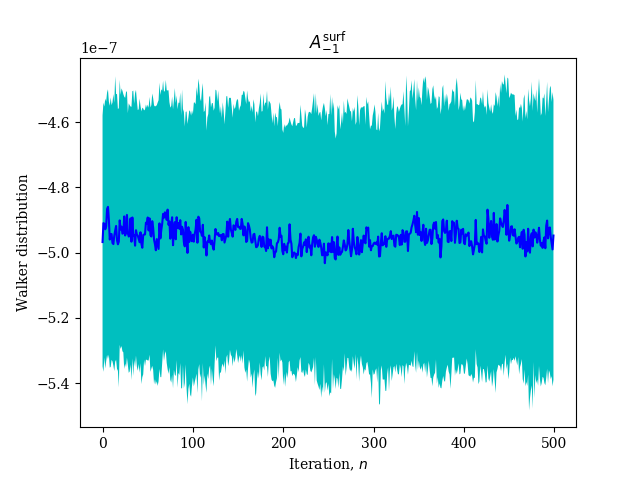 $A_{-1}^{\mathrm{surf}}$
1e−7
−4.6
−4.8
−5.0
−5.2
−5.4
Walker distribution
0 100 200 300 400 500
Iteration, $n$